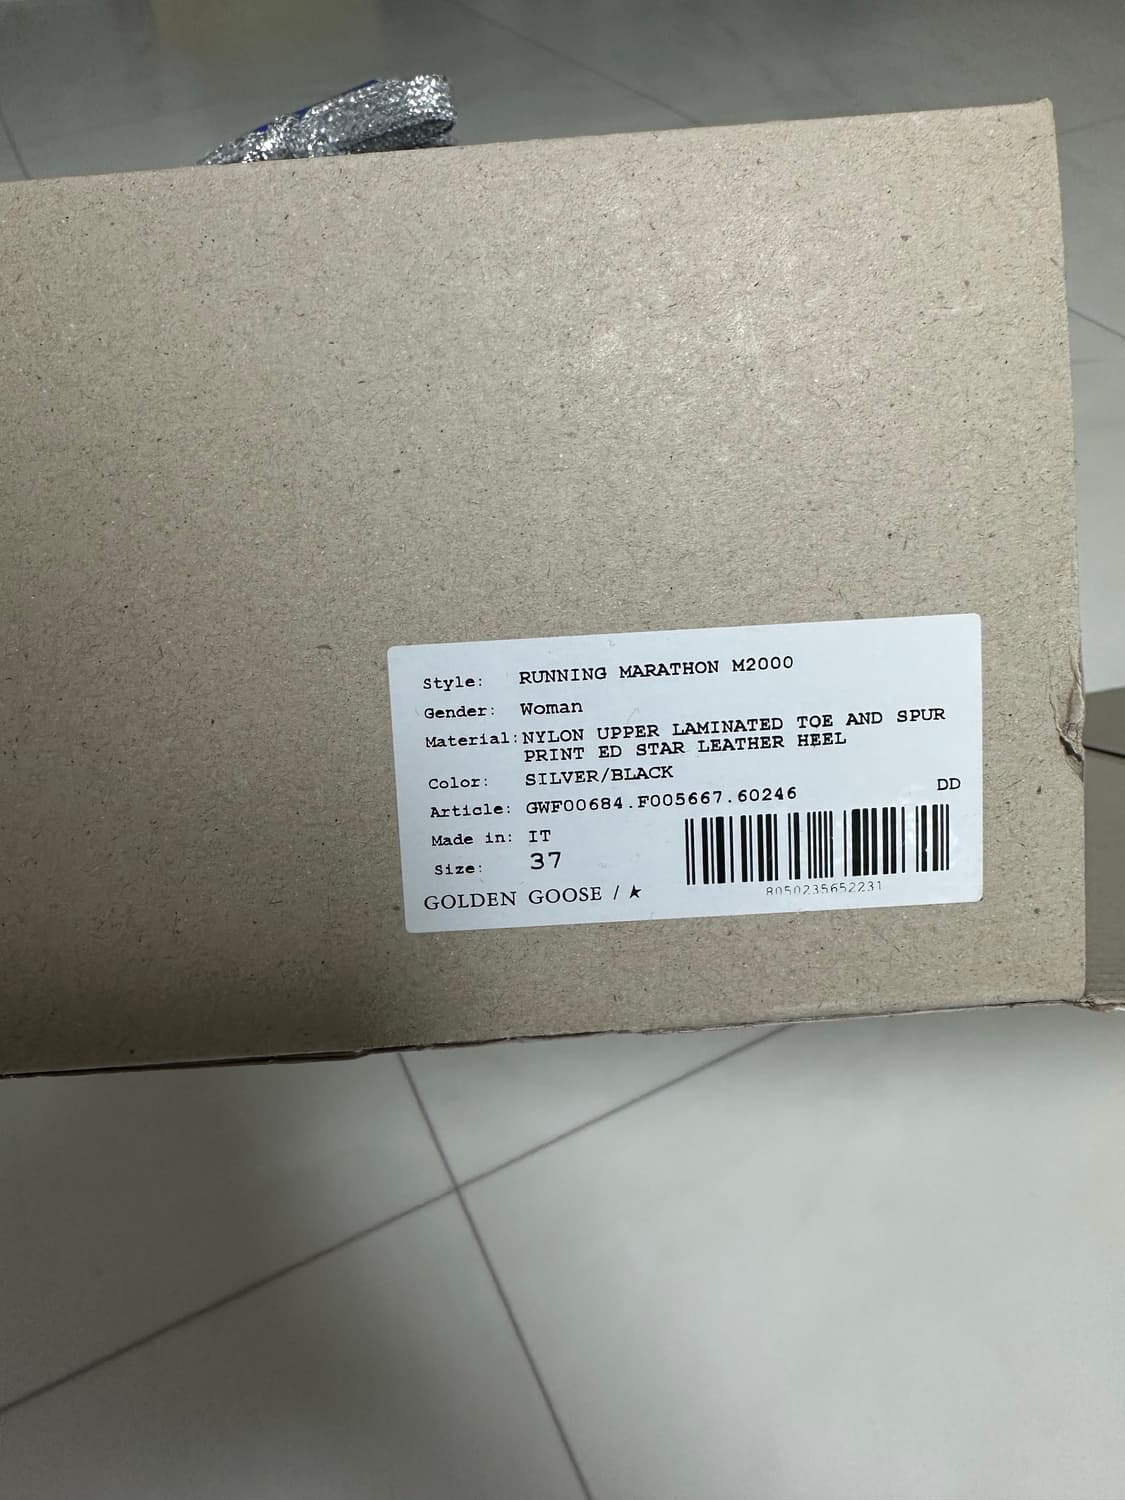 Style: RUNNING MARATHON M2000
Gender: Woman
Material: NYLON UPPER LAMINATED TOE AND SPUR
PRINT ED STAR LEATHER HEEL
Color: SILVER/BLACK
Article: GWF00684.F005667.60246 DD
Made in: IT
Size: 37
8050235652231
GOLDEN GOOSE / ★